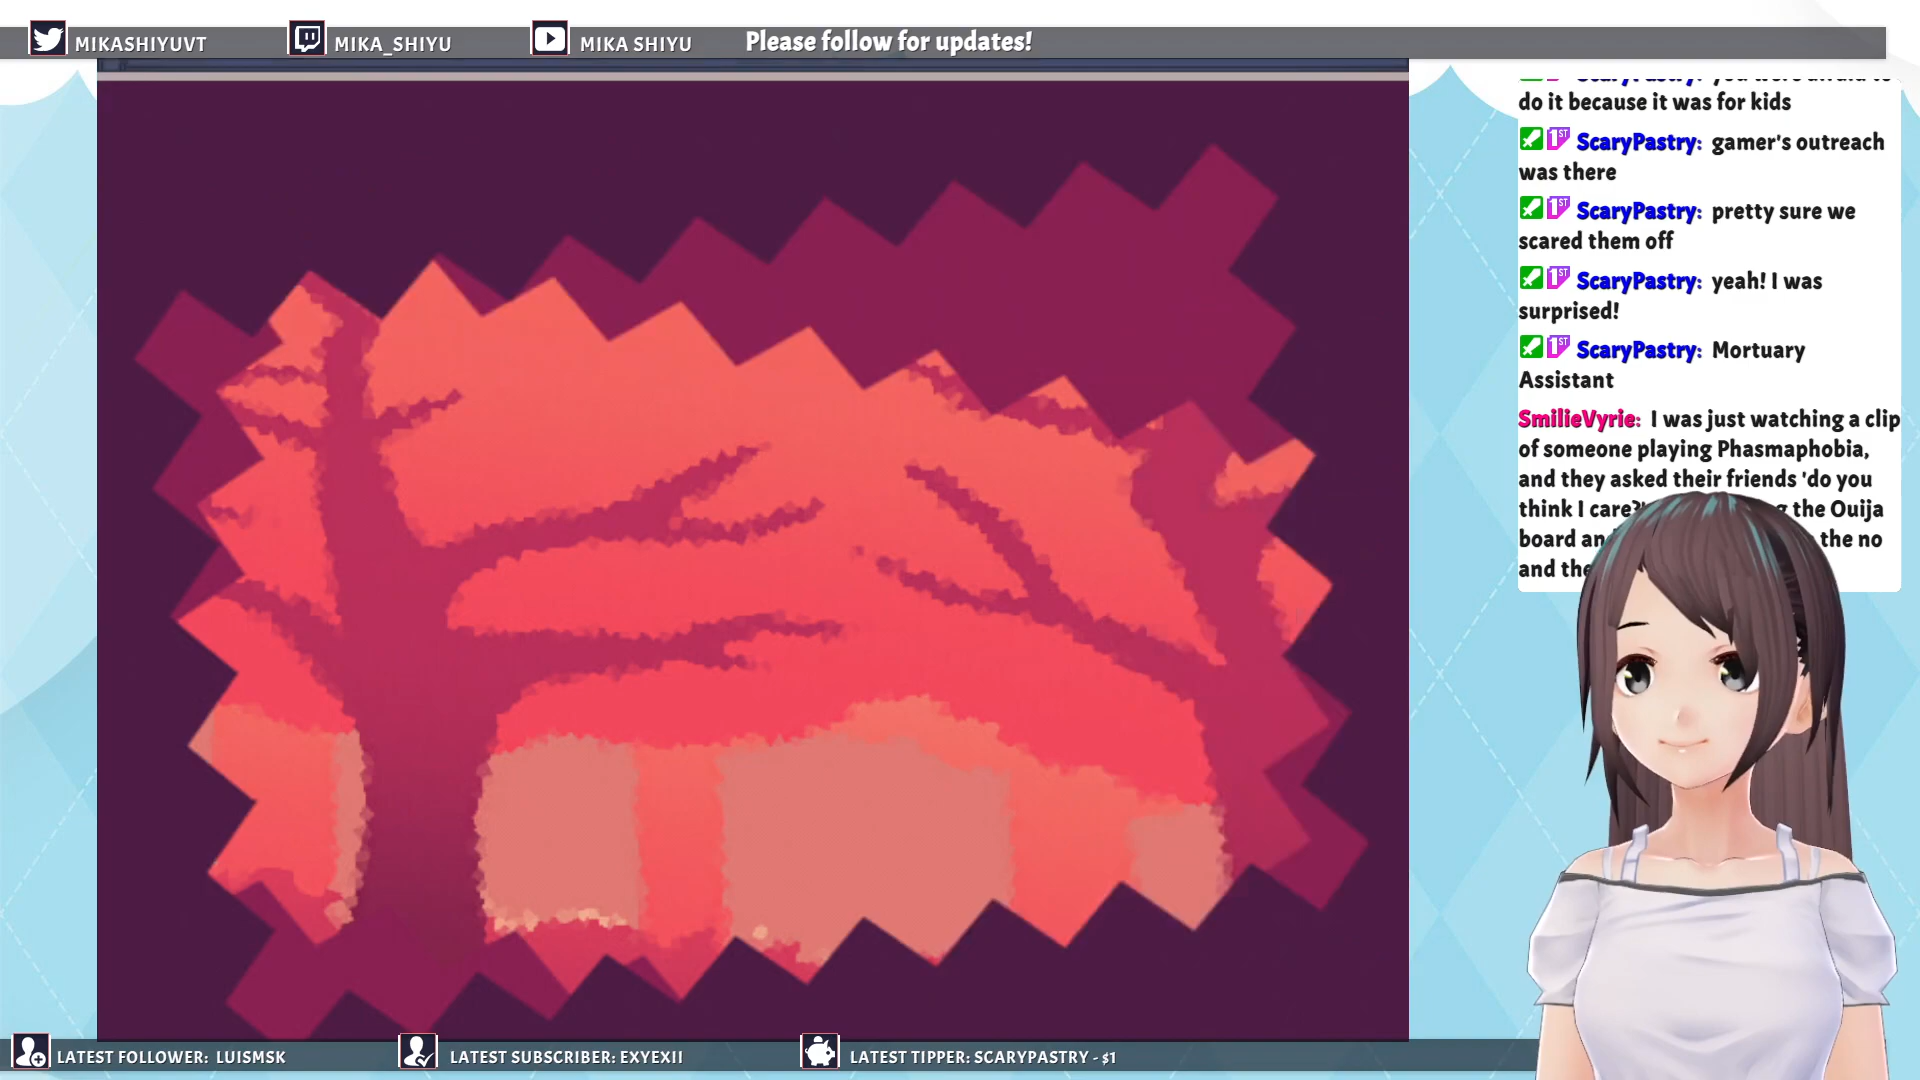 MIKASHIYUVT
MIKA_SHIYU
MIKA SHIYU
Please follow for updates!
do it because it was for kids
ScaryPastry: gamer's outreach
was there
ScaryPastry: pretty sure we
scared them off
ScaryPastry: yeah! I was
surprised!
ScaryPastry: Mortuary
Assistant
SmilieVyrie: I was just watching a clip
of someone playing Phasmaphobia,
and they asked their friends 'do you
think I care?' the Ouija
board the no
and
LATEST FOLLOWER: LUISMSK
LATEST SUBSCRIBER: EXYEXII
LATEST TIPPER: SCARYPASTRY - $1